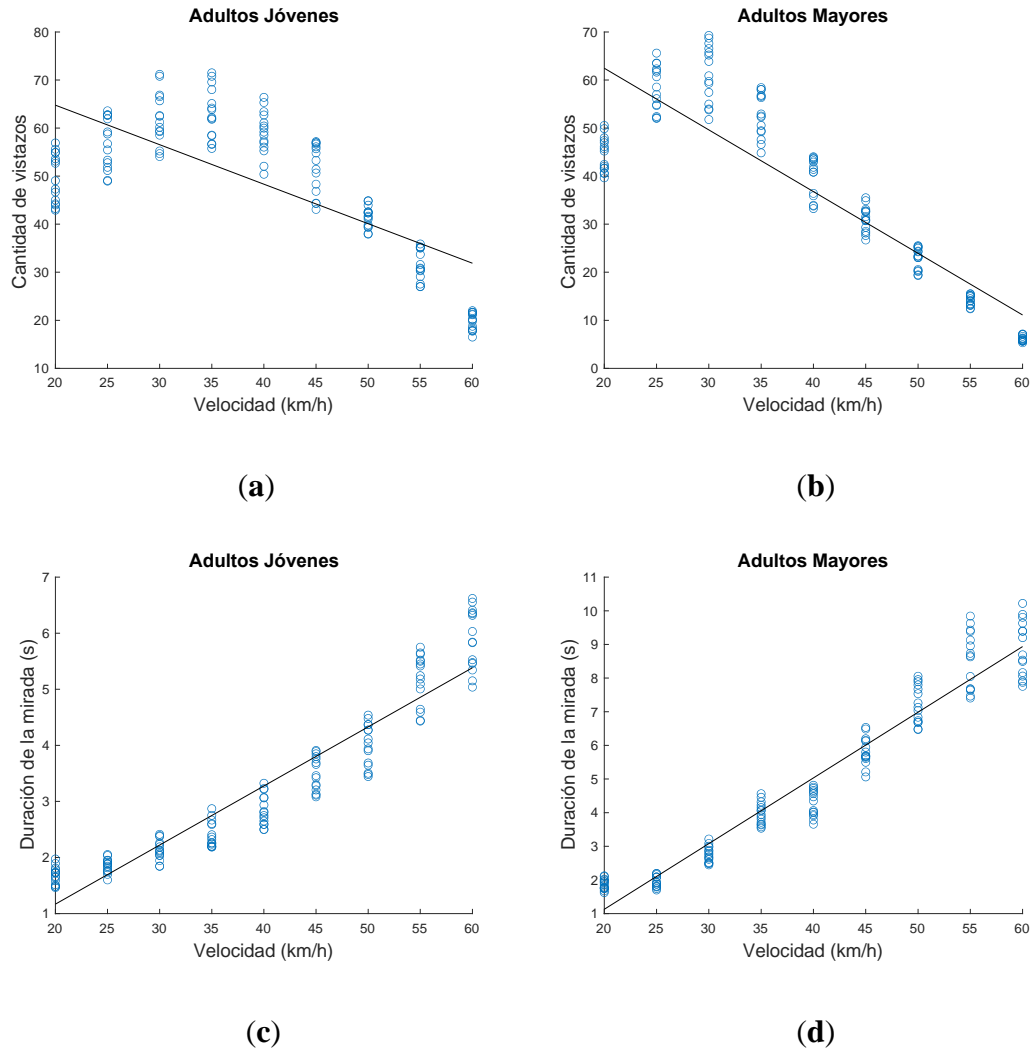 Adultos Jóvenes
80
70
60
50
40
30
20
10
Cantidad de vistazos
20 25 30 35 40 45 50 55 60
Velocidad (km/h)
(a)
Adultos Mayores
70
60
50
40
30
20
10
0
Cantidad de vistazos
20 25 30 35 40 45 50 55 60
Velocidad (km/h)
(b)
Adultos Jóvenes
7
6
5
4
3
2
1
Duración de la mirada (s)
20 25 30 35 40 45 50 55 60
Velocidad (km/h)
(c)
Adultos Mayores
11
10
9
8
7
6
5
4
3
2
1
Duración de la mirada (s)
20 25 30 35 40 45 50 55 60
Velocidad (km/h)
(d)